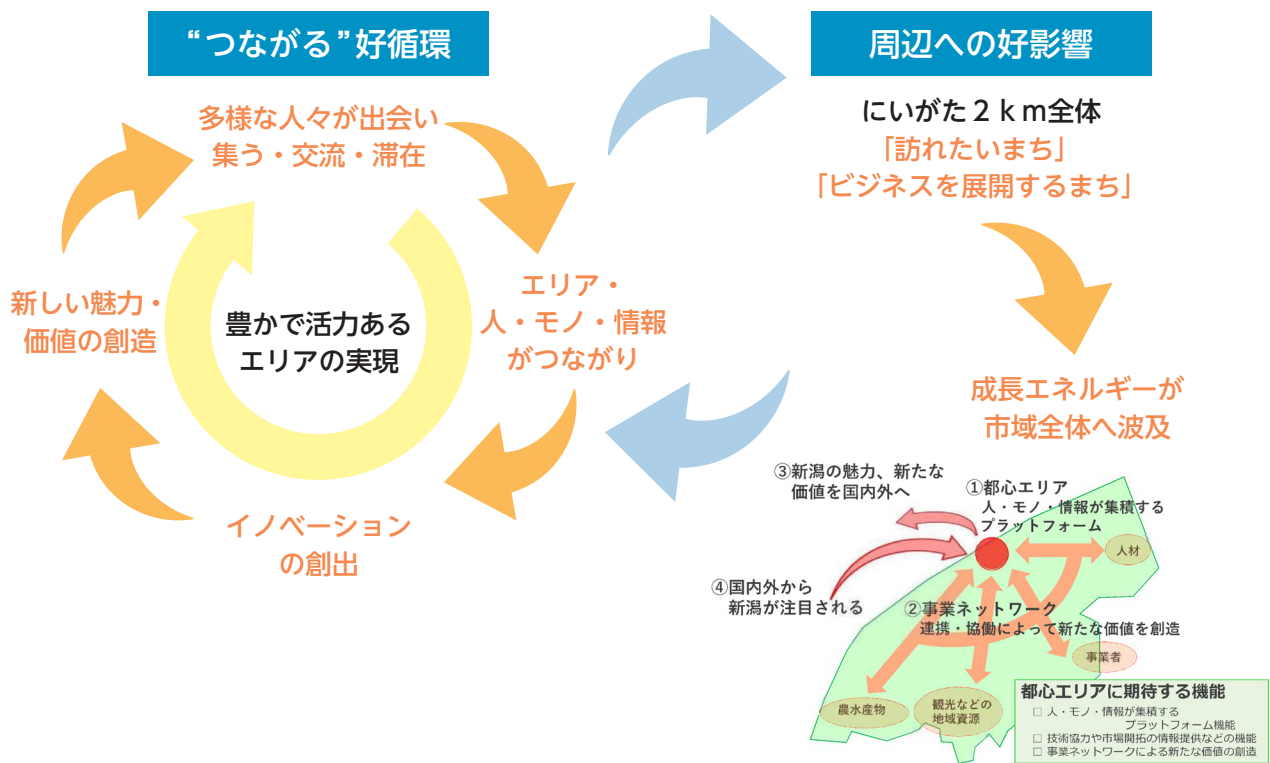 “つながる”好循環
多様な人々が出会い
集う・交流・滞在
エリア・
人・モノ・情報
がつながり
イノベーション
の創出
新しい魅力・
価値の創造
豊かで活力ある
エリアの実現
周辺への好影響
にいがた２ｋｍ全体
「訪れたいまち」
「ビジネスを展開するまち」
成長エネルギーが
市域全体へ波及
③新潟の魅力、新たな
価値を国内外へ
①都心エリア
人・モノ・情報が集積する
プラットフォーム
人材
④国内外から
新潟が注目される
②事業ネットワーク
連携・協働によって新たな価値を創造
事業者
農水産物
観光などの
地域資源
都心エリアに期待する機能
□ 人・モノ・情報が集積する
プラットフォーム機能
□ 技術協力や市場開拓の情報提供などの機能
□ 事業ネットワークによる新たな価値の創造